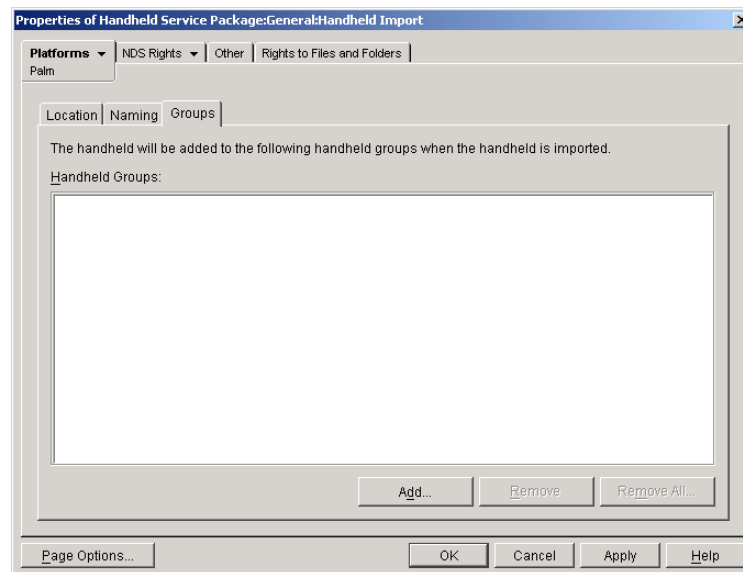 Properties of Handheld Service Package:General:Handheld Import
Platforms NDS Rights Other Rights to Files and Folders
Palm
Location Naming Groups
The handheld will be added to the following handheld groups when the handheld is imported.
Handheld Groups:
Add... Remove Remove All...
Page Options... OK Cancel Apply Help